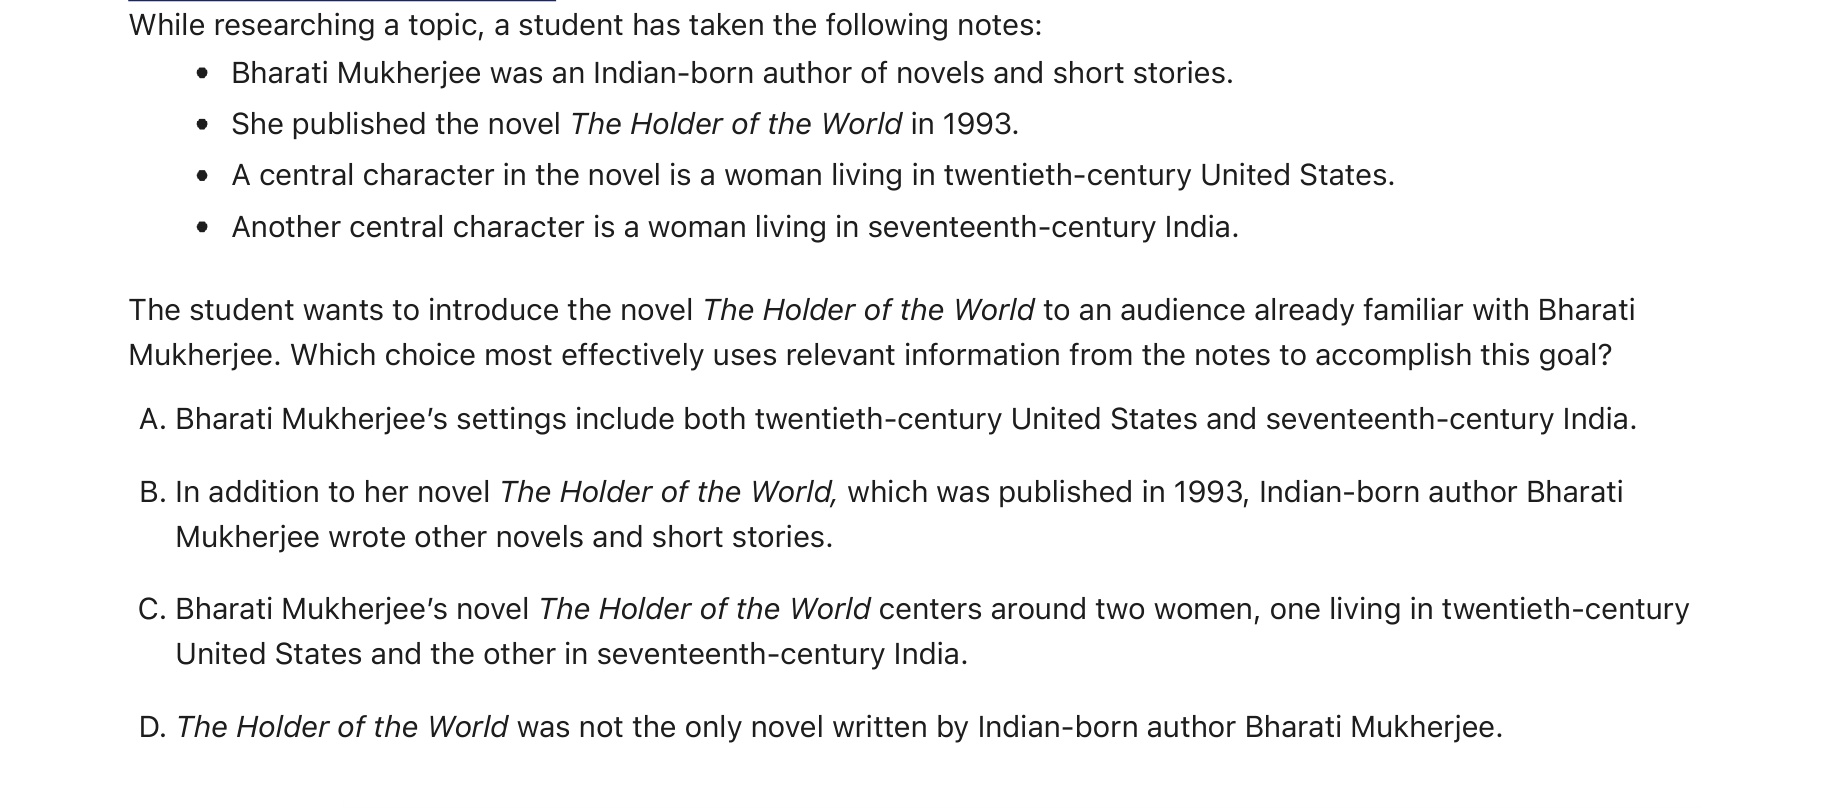 While researching a topic, a student has taken the following notes:
• Bharati Mukherjee was an Indian-born author of novels and short stories.
• She published the novel The Holder of the World in 1993.
• A central character in the novel is a woman living in twentieth-century United States.
• Another central character is a woman living in seventeenth-century India.
The student wants to introduce the novel The Holder of the World to an audience already familiar with Bharati
Mukherjee. Which choice most effectively uses relevant information from the notes to accomplish this goal?
A. Bharati Mukherjee’s settings include both twentieth-century United States and seventeenth-century India.
B. In addition to her novel The Holder of the World, which was published in 1993, Indian-born author Bharati
Mukherjee wrote other novels and short stories.
C. Bharati Mukherjee’s novel The Holder of the World centers around two women, one living in twentieth-century
United States and the other in seventeenth-century India.
D. The Holder of the World was not the only novel written by Indian-born author Bharati Mukherjee.